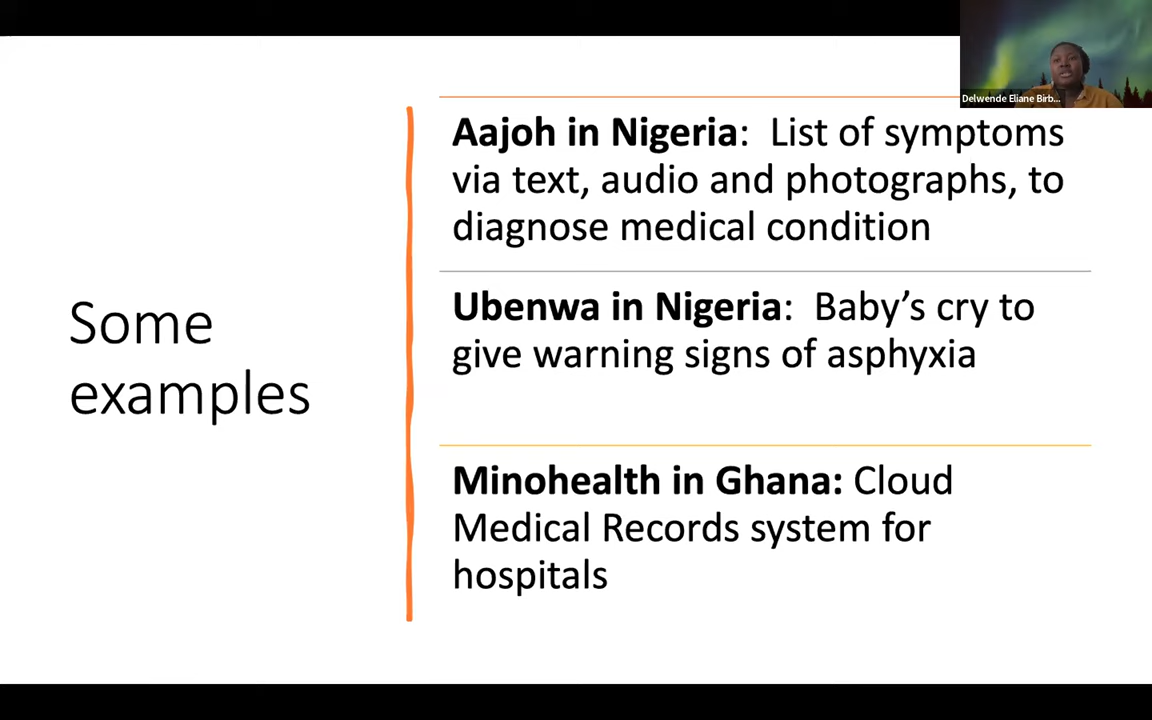 Delwende Eliane Birb...
Aajoh in Nigeria: List of symptoms
via text, audio and photographs, to
diagnose medical condition
Some
examples
Ubenwa in Nigeria: Baby’s cry to
give warning signs of asphyxia
Minohealth in Ghana: Cloud
Medical Records system for
hospitals